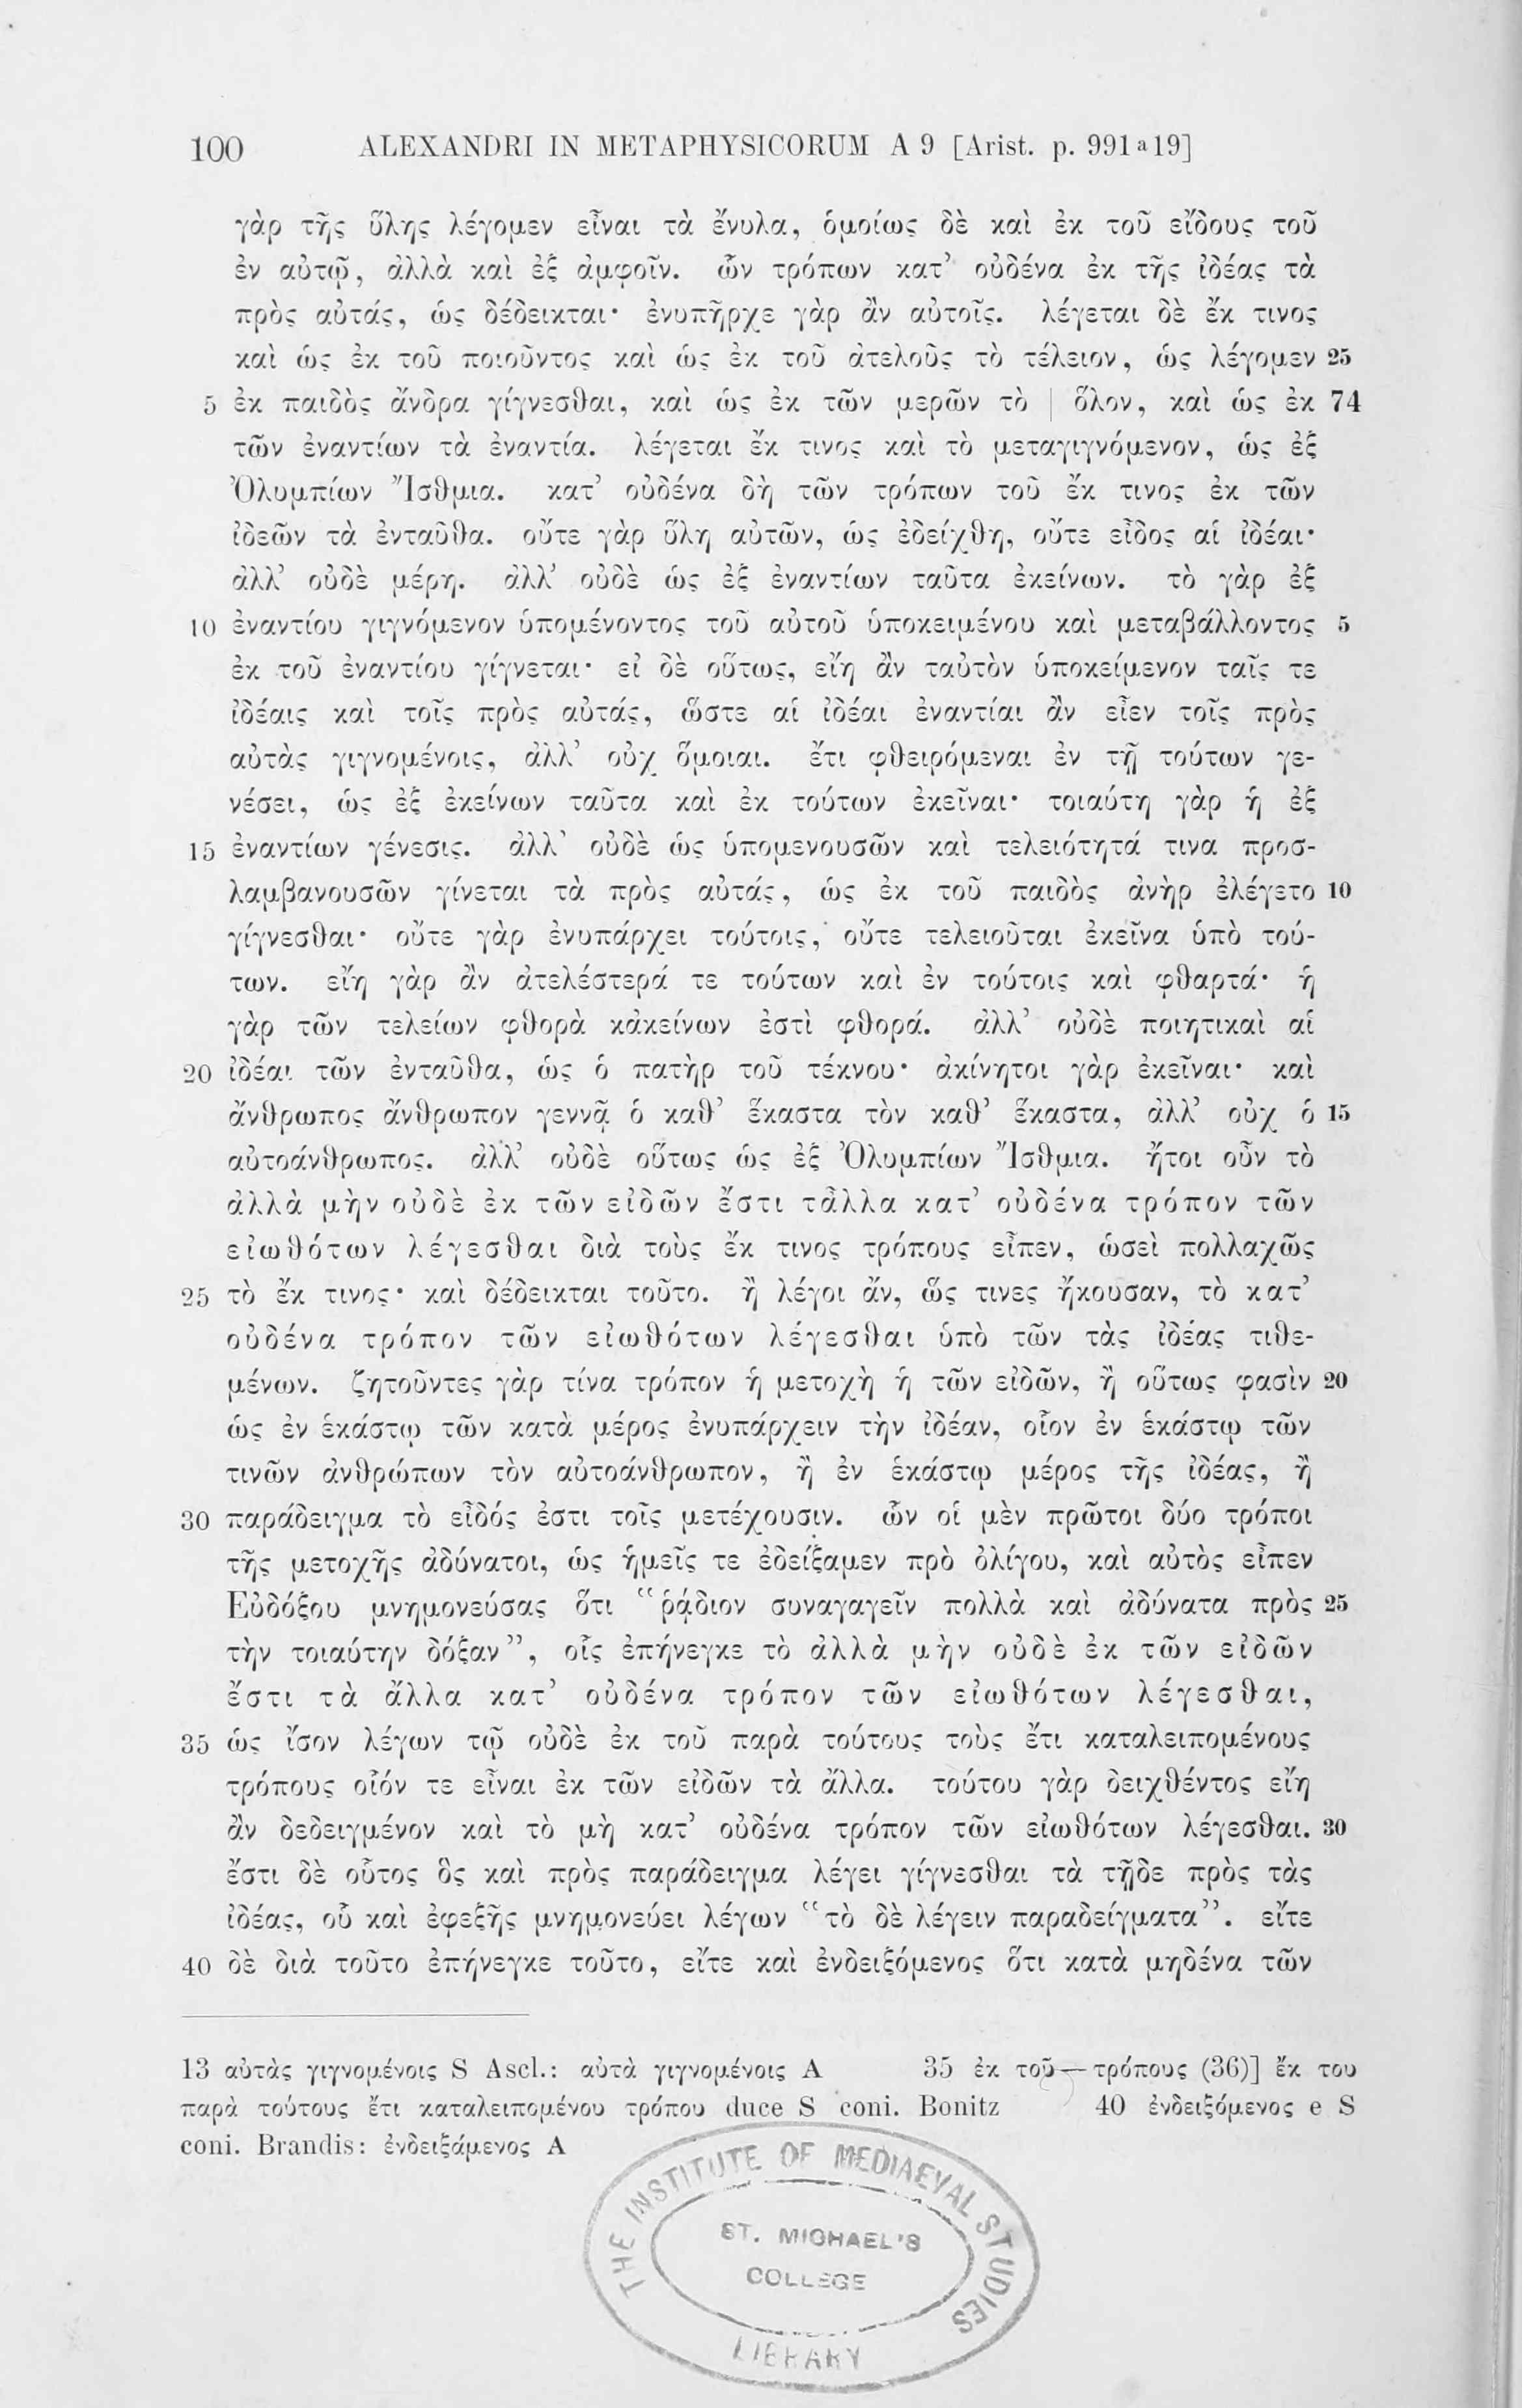 100 ALEXANDRI IN METAPHYSICORUM A 9 [Arist. p. 991a19]
γὰρ τῆς ὕλης λέγομεν εἶναι τὰ ἔνυλα, ὁμοίως δὲ καὶ ἐκ τοῦ εἴδους τοῦ
ἐν αὐτῷ, ἀλλὰ καὶ ἐξ ἀμφοῖν. ὧν τρόπων κατ’ οὐδένα ἐκ τῆς ἰδέας τὰ
πρὸς αὐτάς, ὡς δέδεικται· ἐνυπῆρχε γὰρ ἂν αὐτοῖς. λέγεται δὲ ἔκ τινος
καὶ ὡς ἐκ τοῦ ποιοῦντος καὶ ὡς ἐκ τοῦ ἀτελοῦς τὸ τέλειον, ὡς λέγομεν 25
5 ἐκ παιδὸς ἄνδρα γίγνεσθαι, καὶ ὡς ἐκ τῶν μερῶν τὸ | ὅλον, καὶ ὡς ἐκ 74
τῶν ἐναντίων τὰ ἐναντία. λέγεται ἔκ τινος καὶ τὸ μεταγιγνόμενον, ὡς ἐξ
Ὀλυμπίων Ἴσθμια. κατ’ οὐδένα δὴ τῶν τρόπων τοῦ ἔκ τινος ἐκ τῶν
ἰδεῶν τὰ ἐνταῦθα. οὔτε γὰρ ὕλη αὐτῶν, ὡς ἐδείχθη, οὔτε εἶδος αἱ ἰδέαι·
ἀλλ’ οὐδὲ μέρη. ἀλλ’ οὐδὲ ὡς ἐξ ἐναντίων ταῦτα ἐκείνων. τὸ γὰρ ἐξ
10 ἐναντίου γιγνόμενον ὑπομένοντος τοῦ αὐτοῦ ὑποκειμένου καὶ μεταβάλλοντος 5
ἐκ τοῦ ἐναντίου γίγνεται· εἰ δὲ οὕτως, εἴη ἂν ταὐτὸν ὑποκείμενον ταῖς τε
ἰδέαις καὶ τοῖς πρὸς αὐτάς, ὥστε αἱ ἰδέαι ἐναντίαι ἂν εἶεν τοῖς πρὸς
αὐτὰς γιγνομένοις, ἀλλ’ οὐχ ὅμοιαι. ἔτι φθειρόμεναι ἐν τῇ τούτων γε-
νέσει, ὡς ἐξ ἐκείνων ταῦτα καὶ ἐκ τούτων ἐκεῖναι· τοιαύτη γὰρ ἡ ἐξ
15 ἐναντίων γένεσις. ἀλλ’ οὐδὲ ὡς ὑπομενουσῶν καὶ τελειότητά τινα προσ-
λαμβανουσῶν γίνεται τὰ πρὸς αὐτάς, ὡς ἐκ τοῦ παιδὸς ἀνὴρ ἐλέγετο 10
γίγνεσθαι· οὔτε γὰρ ἐνυπάρχει τούτοις, οὔτε τελειοῦται ἐκεῖνα ὑπὸ τού-
των. εἴη γὰρ ἂν ἀτελέστερά τε τούτων καὶ ἐν τούτοις καὶ φθαρτά· ἡ
γὰρ τῶν τελείων φθορὰ κἀκείνων ἐστὶ φθορά. ἀλλ’ οὐδὲ ποιητικαὶ αἱ
20 ἰδέαι τῶν ἐνταῦθα, ὡς ὁ πατὴρ τοῦ τέκνου· ἀκίνητοι γὰρ ἐκεῖναι· καὶ
ἄνθρωπος ἄνθρωπον γεννᾷ ὁ καθ’ ἕκαστα τὸν καθ’ ἕκαστα, ἀλλ’ οὐχ ὁ 15
αὐτοάνθρωπος. ἀλλ’ οὐδὲ οὕτως ὡς ἐξ Ὀλυμπίων Ἴσθμια. ἤτοι οὖν τὸ
ἀλλὰ μὴν οὐδὲ ἐκ τῶν εἰδῶν ἔστι τἆλλα κατ’ οὐδένα τρόπον τῶν
εἰωθότων λέγεσθαι διὰ τοὺς ἔκ τινος τρόπους εἶπεν, ὡσεὶ πολλαχῶς
25 τὸ ἔκ τινος· καὶ δέδεικται τοῦτο. ἢ λέγοι ἄν, ὥς τινες ἤκουσαν, τὸ κατ’
οὐδένα τρόπον τῶν εἰωθότων λέγεσθαι ὑπὸ τῶν τὰς ἰδέας τιθε-
μένων. ζητοῦντες γὰρ τίνα τρόπον ἡ μετοχὴ ἡ τῶν εἰδῶν, ἢ οὕτως φασὶν 20
ὡς ἐν ἑκάστῳ τῶν κατὰ μέρος ἐνυπάρχειν τὴν ἰδέαν, οἷον ἐν ἑκάστῳ τῶν
τινῶν ἀνθρώπων τὸν αὐτοάνθρωπον, ἢ ἐν ἑκάστῳ μέρος τῆς ἰδέας, ἢ
30 παράδειγμα τὸ εἶδός ἐστι τοῖς μετέχουσιν. ὧν οἱ μὲν πρῶτοι δύο τρόποι
τῆς μετοχῆς ἀδύνατοι, ὡς ἡμεῖς τε ἐδείξαμεν πρὸ ὀλίγου, καὶ αὐτὸς εἶπεν
Εὐδόξου μνημονεύσας ὅτι “ῥᾴδιον συναγαγεῖν πολλὰ καὶ ἀδύνατα πρὸς 25
τὴν τοιαύτην δόξαν”, οἷς ἐπήνεγκε τὸ ἀλλὰ μὴν οὐδὲ ἐκ τῶν εἰδῶν
ἔστι τὰ ἄλλα κατ’ οὐδένα τρόπον τῶν εἰωθότων λέγεσθαι,
35 ὡς ἴσον λέγων τῷ οὐδὲ ἐκ τοῦ παρὰ τούτους τοὺς ἔτι καταλειπομένους
τρόπους οἷόν τε εἶναι ἐκ τῶν εἰδῶν τὰ ἄλλα. τούτου γὰρ δειχθέντος εἴη
ἂν δεδειγμένον καὶ τὸ μὴ κατ’ οὐδένα τρόπον τῶν εἰωθότων λέγεσθαι. 30
ἔστι δὲ οὗτος ὃς καὶ πρὸς παράδειγμα λέγει γίγνεσθαι τὰ τῇδε πρὸς τὰς
ἰδέας, οὗ καὶ ἐφεξῆς μνημονεύει λέγων “τὸ δὲ λέγειν παραδείγματα”. εἴτε
40 δὲ διὰ τοῦτο ἐπήνεγκε τοῦτο, εἴτε καὶ ἐνδειξόμενος ὅτι κατὰ μηδένα τῶν
13 αὐτὰς γιγνομένοις S Ascl.: αὐτὰ γιγνομένοις A 35 ἐκ τοῦ—τρόπους (36)] ἔκ του
παρὰ τούτους ἔτι καταλειπομένου τρόπου duce S coni. Bonitz 40 ἐνδειξόμενος e S
coni. Brandis: ἐνδειξάμενος A
THE INSTITUTE OF MEDIAEVAL STUDIES
ST. MICHAEL'S
COLLEGE
LIBRARY